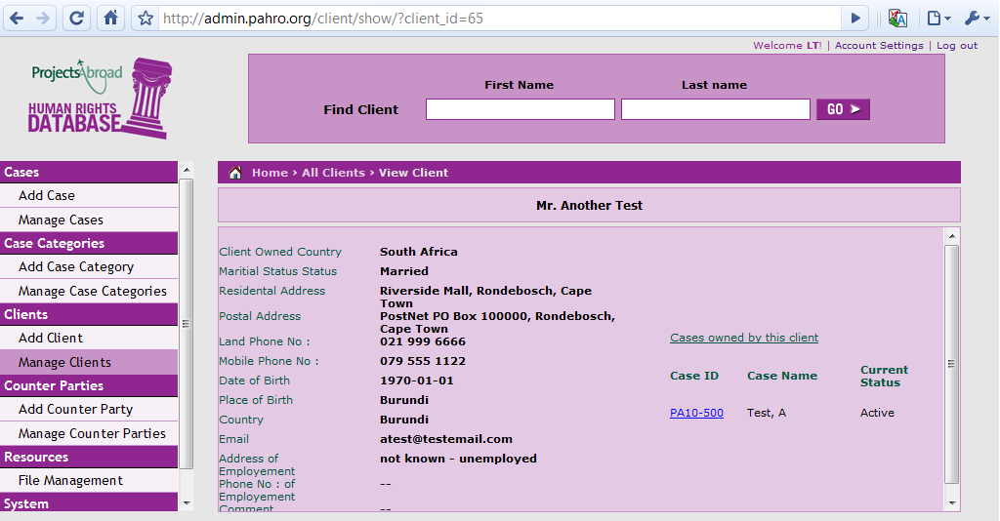 http://admin.pahro.org/client/show/?client_id=65
Welcome LT! | Account Settings | Log out
ProjectsAbroad
HUMAN RIGHTS
DATABASE
First Name
Last name
Find Client
GO
Cases
Add Case
Manage Cases
Case Categories
Add Case Category
Manage Case Categories
Clients
Add Client
Manage Clients
Counter Parties
Add Counter Party
Manage Counter Parties
Resources
File Management
System
Home › All Clients › View Client
Mr. Another Test
Client Owned Country South Africa
Maritial Status Status Married
Residental Address Riverside Mall, Rondebosch, Cape
Town
Postal Address PostNet PO Box 100000, Rondebosch,
Cape Town
Land Phone No : 021 999 6666
Mobile Phone No : 079 555 1122
Date of Birth 1970-01-01
Place of Birth Burundi
Country Burundi
Email atest@testemail.com
Address of not known - unemployed
Employement
Phone No : of --
Employement
Comment --
Cases owned by this client
Case ID Case Name Current
Status
PA10-500 Test, A Active